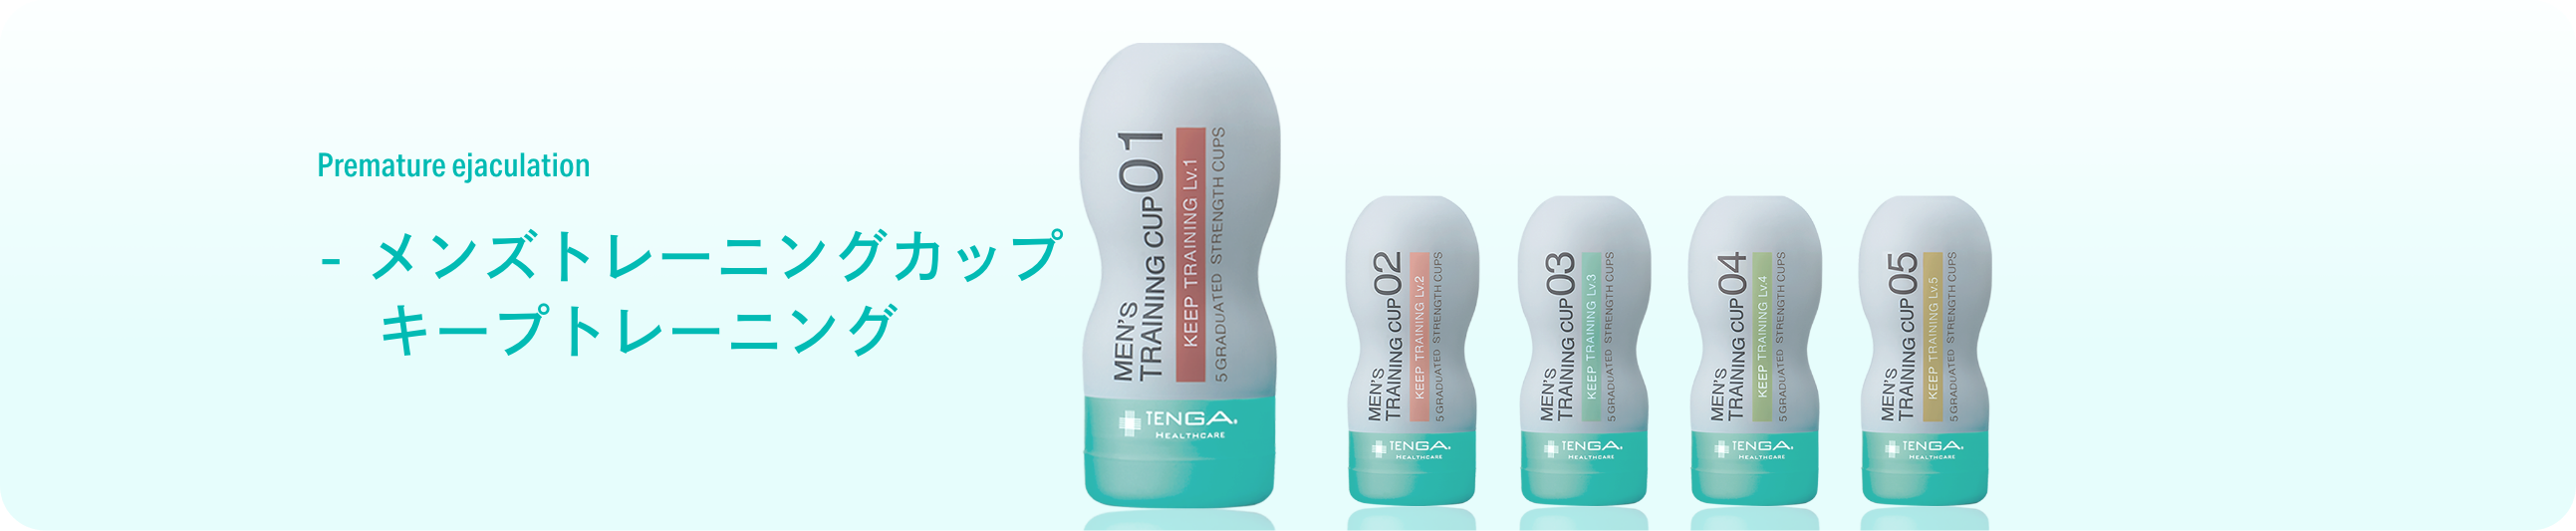 Premature ejaculation
- メンズトレーニングカップ
キープトレーニング
MEN'S
TRAINING CUP 01
KEEP TRAINING Lv.1
5 GRADUATED STRENGTH CUPS
TENGA
HEALTHCARE
MEN'S
TRAINING CUP 02
KEEP TRAINING Lv.2
5 GRADUATED STRENGTH CUPS
TENGA
HEALTHCARE
MEN'S
TRAINING CUP 03
KEEP TRAINING Lv.3
5 GRADUATED STRENGTH CUPS
TENGA
HEALTHCARE
MEN'S
TRAINING CUP 04
KEEP TRAINING Lv.4
5 GRADUATED STRENGTH CUPS
TENGA
HEALTHCARE
MEN'S
TRAINING CUP 05
KEEP TRAINING Lv.5
5 GRADUATED STRENGTH CUPS
TENGA
HEALTHCARE